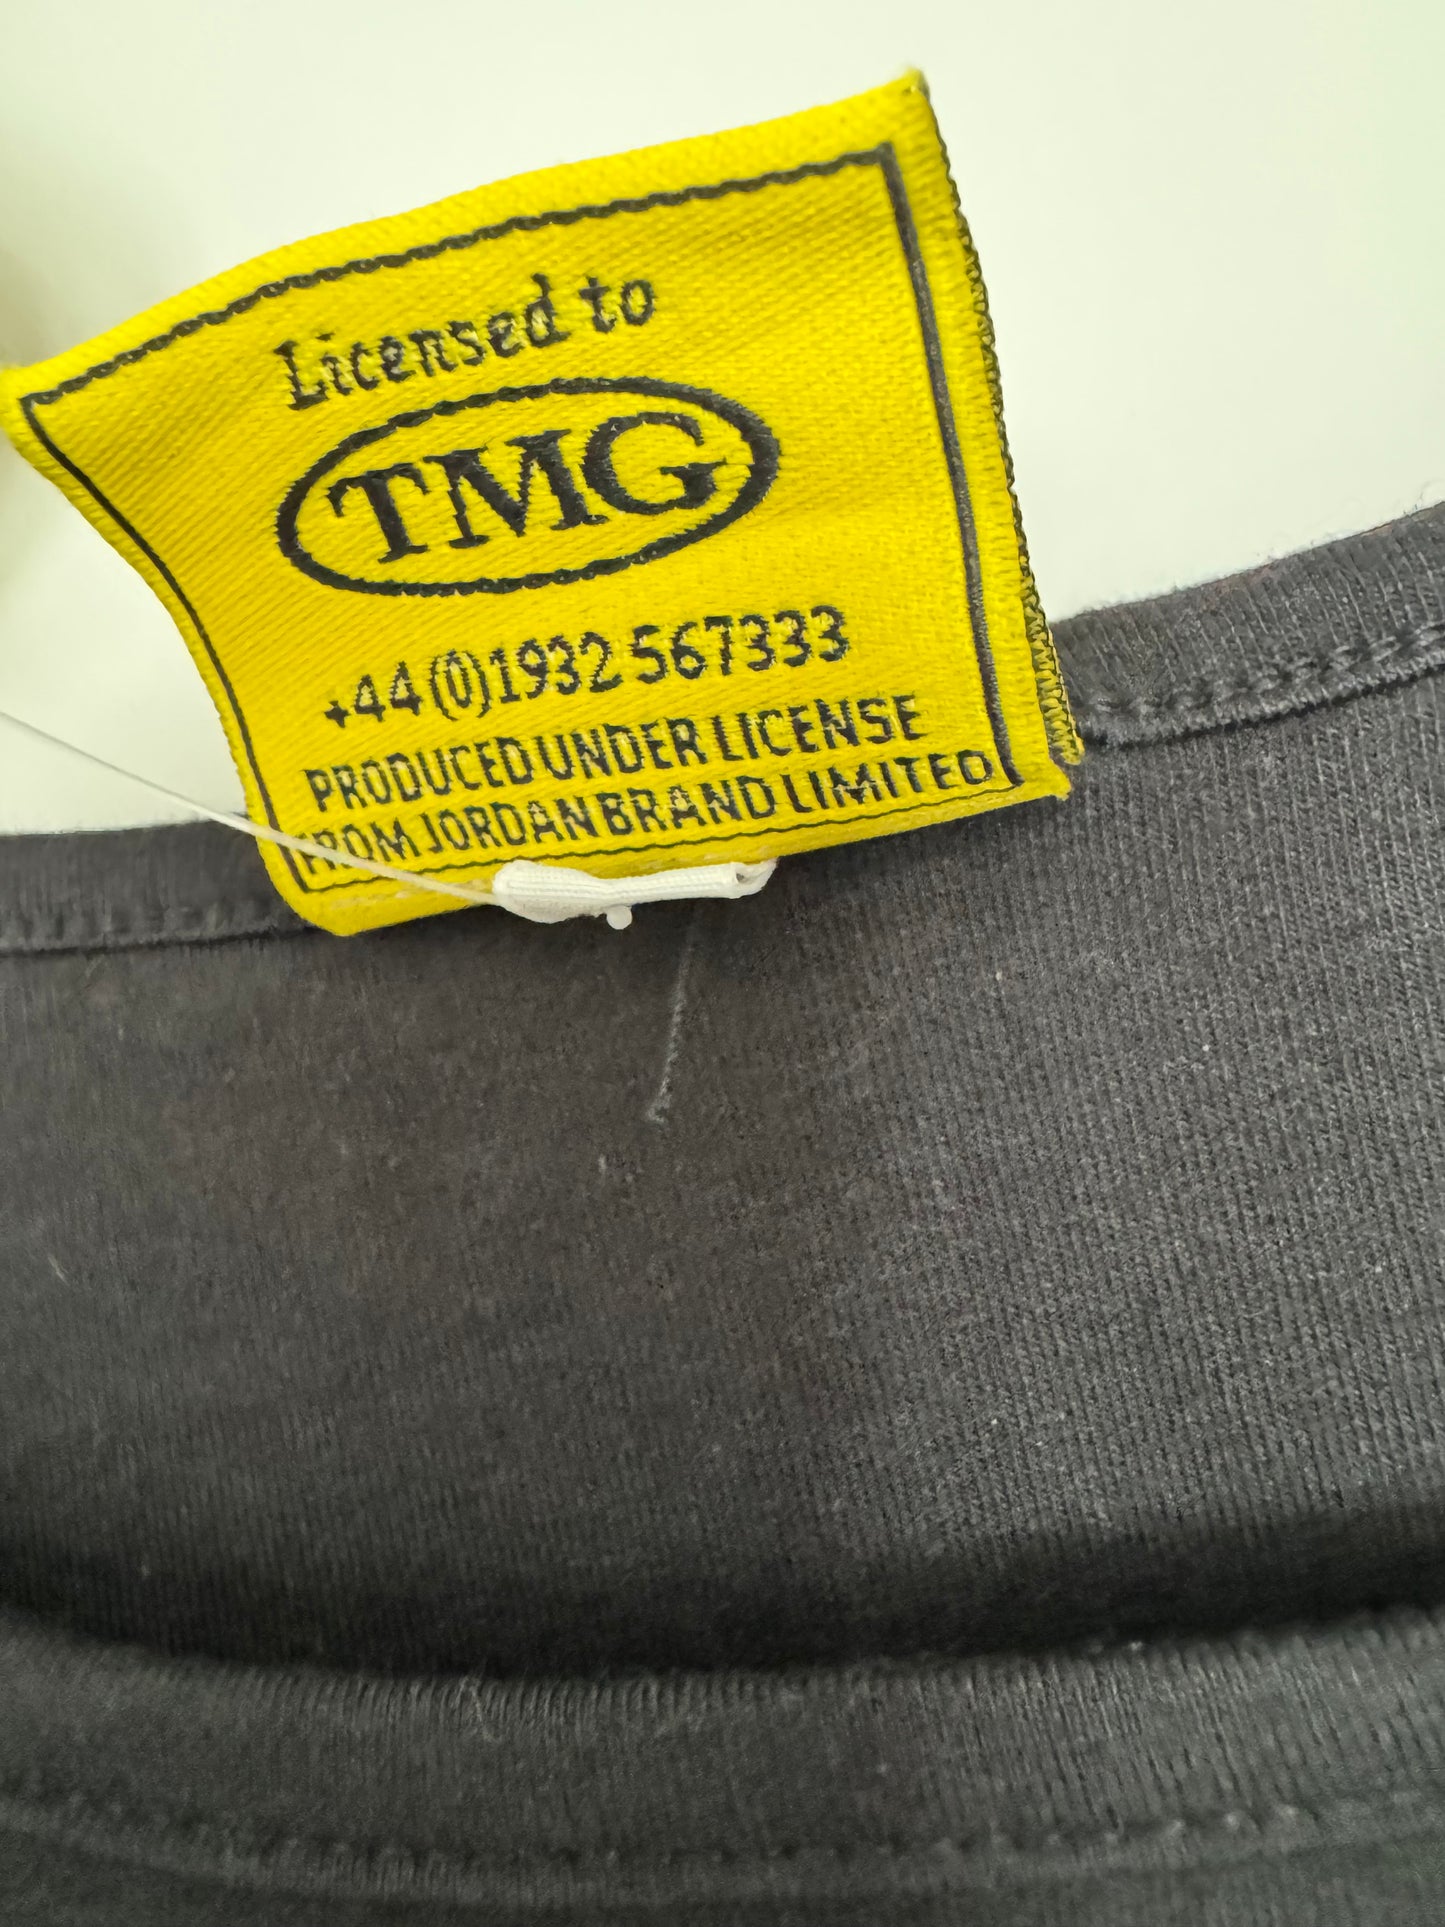 Licensed to
TMG
+44 (0)1932 567333
PRODUCED UNDER LICENSE
FROM JORDAN BRAND LIMITED